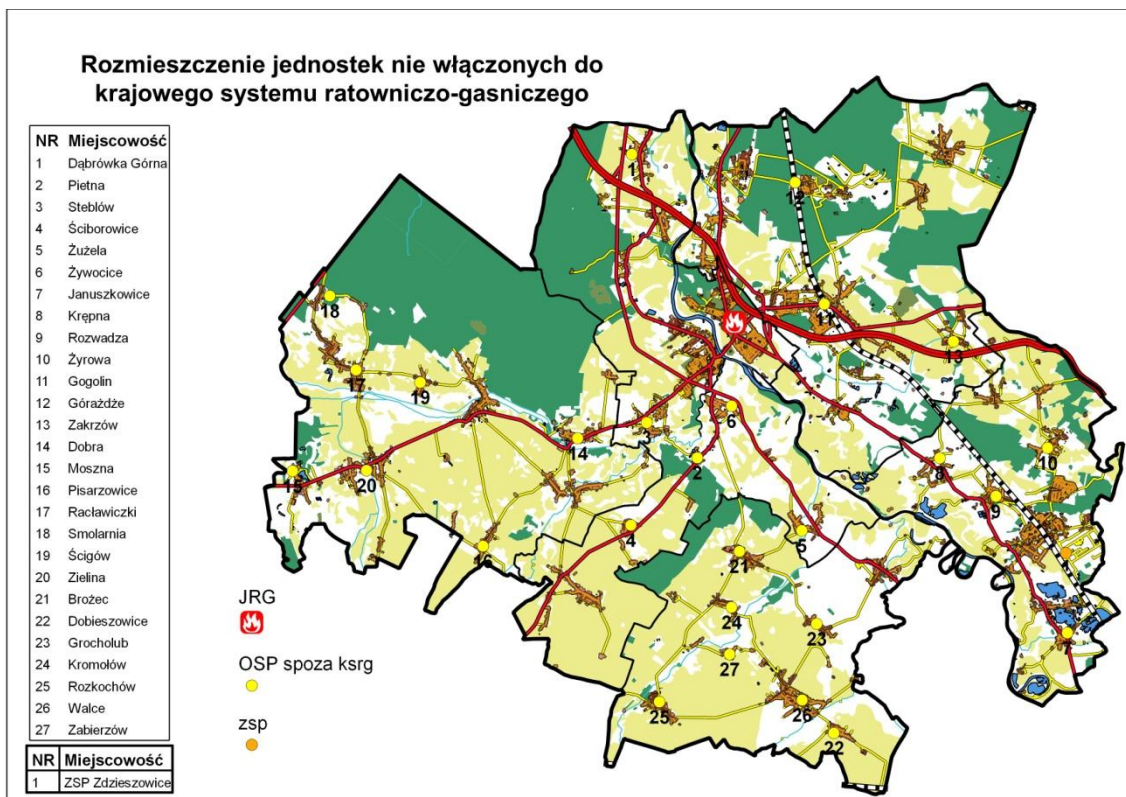 Rozmieszczenie jednostek nie włączonych do
krajowego systemu ratowniczo-gasniczego
NR Miejscowość
1 Dąbrówka Górna
2 Pietna
3 Steblów
4 Ściborowice
5 Żużela
6 Żywocice
7 Januszkowice
8 Krępna
9 Rozwadza
10 Żyrowa
11 Gogolin
12 Górażdże
13 Zakrzów
14 Dobra
15 Moszna
16 Pisarzowice
17 Racławiczki
18 Smolarnia
19 Ścigów
20 Zielina
21 Brożec
22 Dobieszowice
23 Grocholub
24 Kromołów
25 Rozkochów
26 Walce
27 Zabierzów
NR Miejscowość
1 ZSP Zdzieszowice
JRG
OSP spoza ksrg
zsp
1
12
18
11
13
17
19
6
3
14
2
8
10
15
20
9
4
5
16
21
1
24
23
7
27
25
26
22